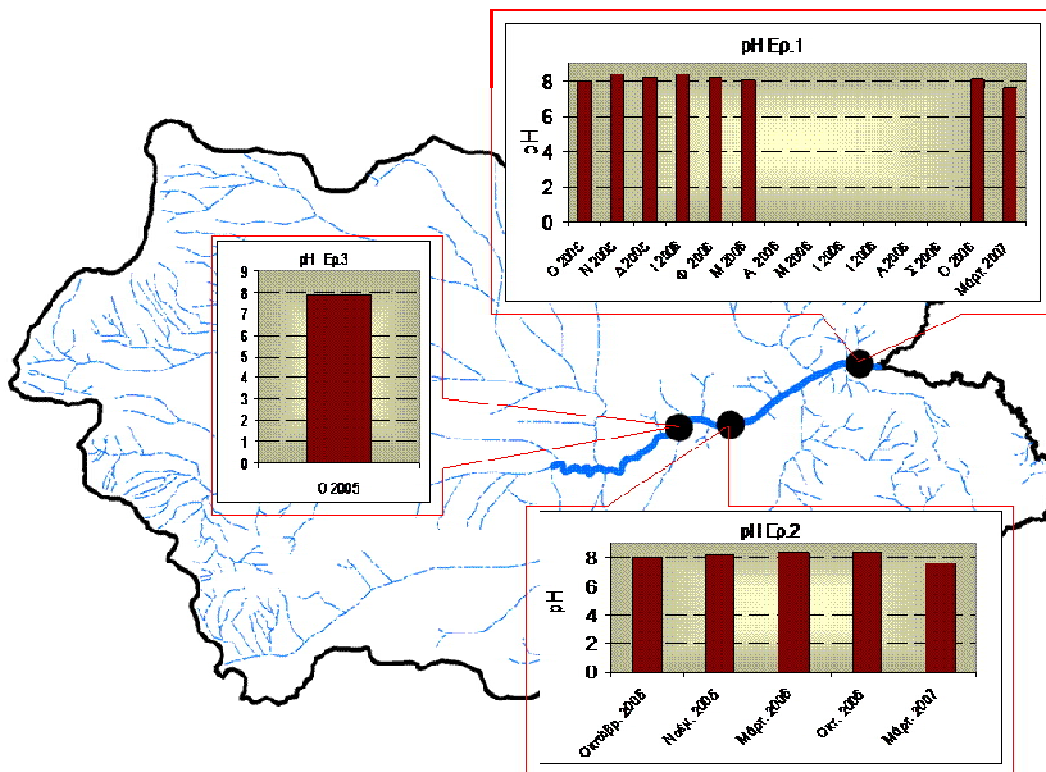 pH Ερ.1
pH
8
6
4
2
0
Ο 2005
Ν 2005
Δ 2005
Ι 2006
Φ 2006
Μ 2006
Α 2006
Μ 2006
Ι 2006
Ι 2006
Α 2006
Σ 2006
Ο 2006
Μάρτ. 2007
pH Ερ.3
9
8
7
6
5
4
3
2
1
0
Ο 2005
pH Ερ.2
pH
8
6
4
2
0
Οκτώβρ. 2005
Νοέμ. 2005
Μάρτ. 2006
Οκτ. 2006
Μάρτ. 2007